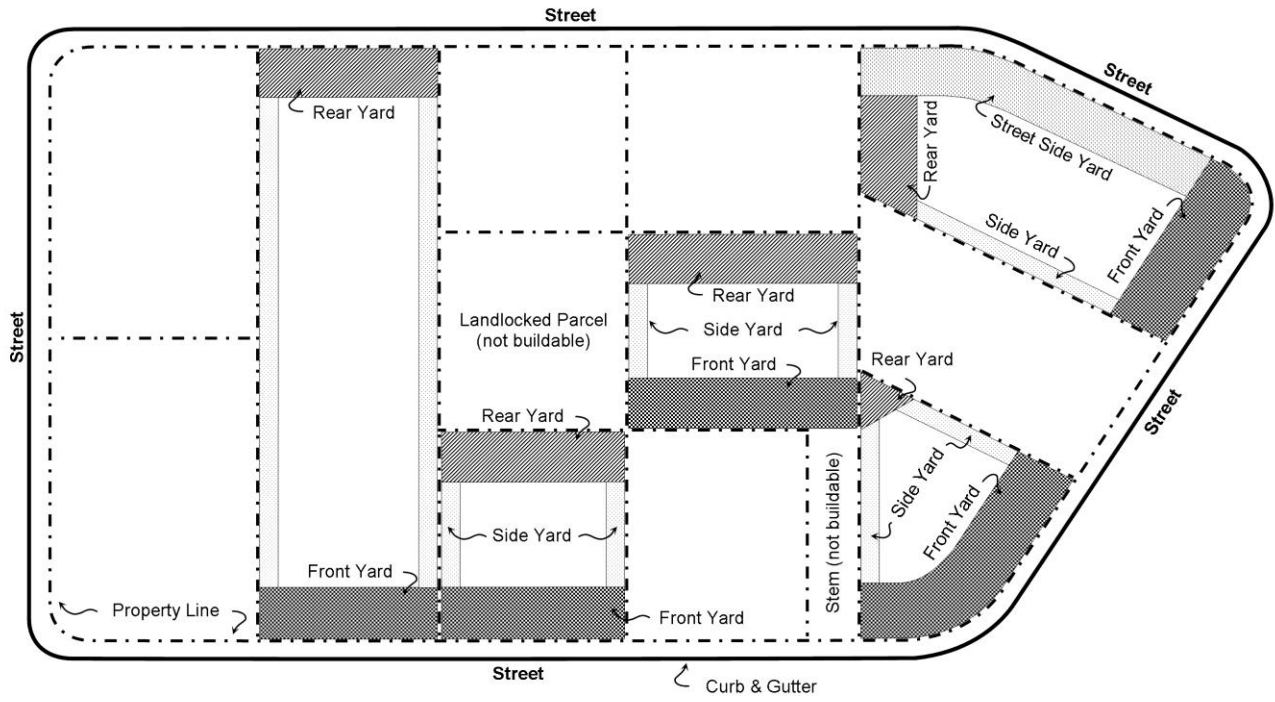 Street
Street
Rear Yard
Rear Yard
Street Side Yard
Side Yard
Front Yard
Rear Yard
Landlocked Parcel
(not buildable)
Side Yard
Street
Front Yard
Rear Yard
Rear Yard
Street
Side Yard
Stem (not buildable)
Front Yard
Side Yard
Front Yard
Property Line
Front Yard
Street
Curb & Gutter